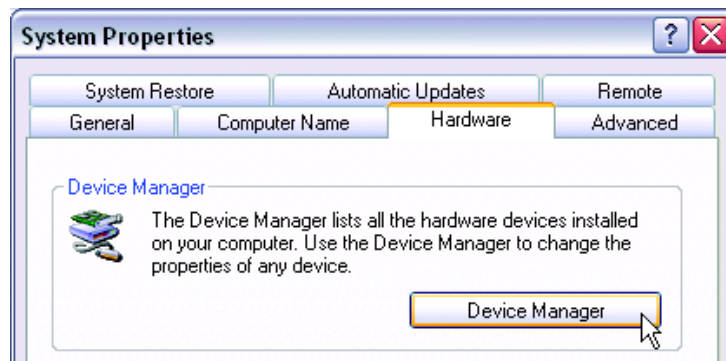 System Properties
?
System Restore Automatic Updates Remote
General Computer Name Hardware Advanced
Device Manager
The Device Manager lists all the hardware devices installed
on your computer. Use the Device Manager to change the
properties of any device.
Device Manager